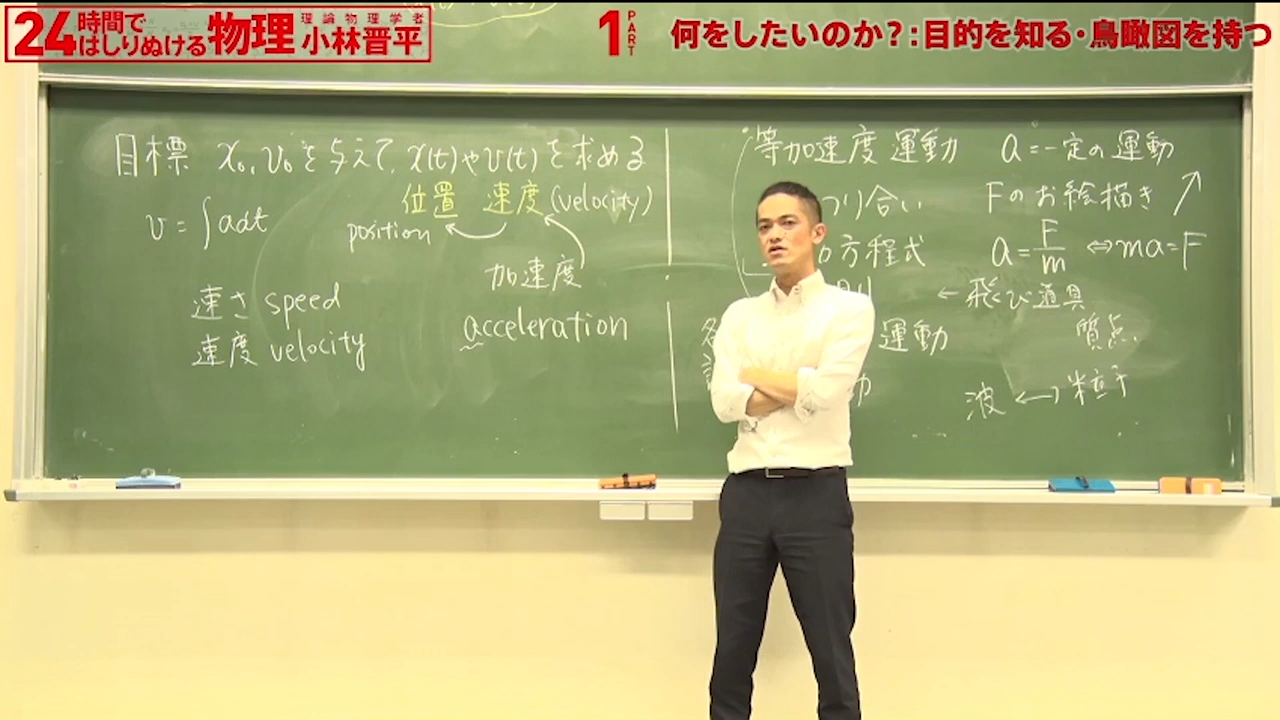 24時間で
はしりぬける物理
理論物理学者
小林晋平
1 PART
何をしたいのか?:目的を知る・鳥瞰図を持つ
目標 x₀, v₀を与えて, x(t)やv(t)を求める
位置 速度(velocity)
position
v = ∫adt
加速度
acceleration
速さ speed
速度 velocity
等加速度運動 a=一定の運動
つり合い Fのお絵描き
方程式 a=F/m ⇔ma=F
則 ← 飛び道具
質点
運動
波 ↔ 粒子